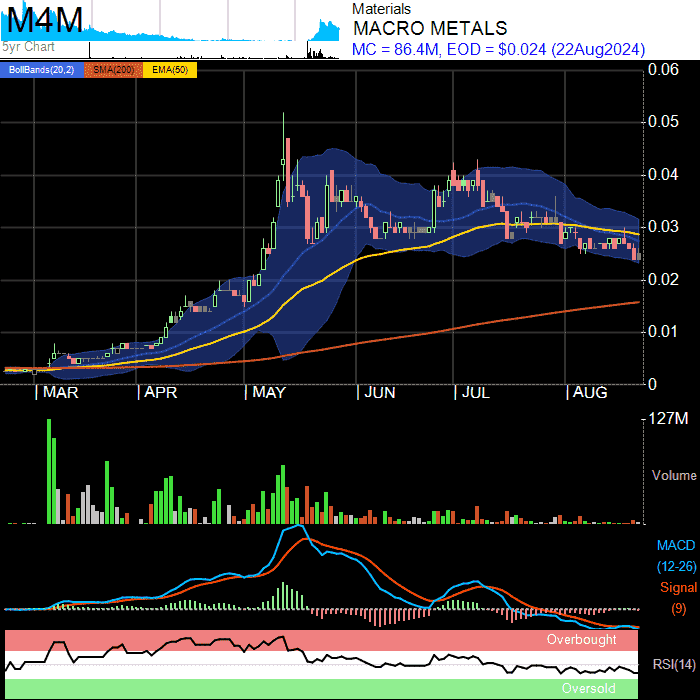 M4M
5yr Chart
Materials
MACRO METALS
MC = 86.4M, EOD = $0.024 (22Aug2024)
BollBands(20,2) SMA(200) EMA(50)
0.06
0.05
0.04
0.03
0.02
0.01
0
MAR APR MAY JUN JUL AUG
127M
Volume
MACD
(12-26)
Signal
(9)
Overbought
RSI(14)
Oversold